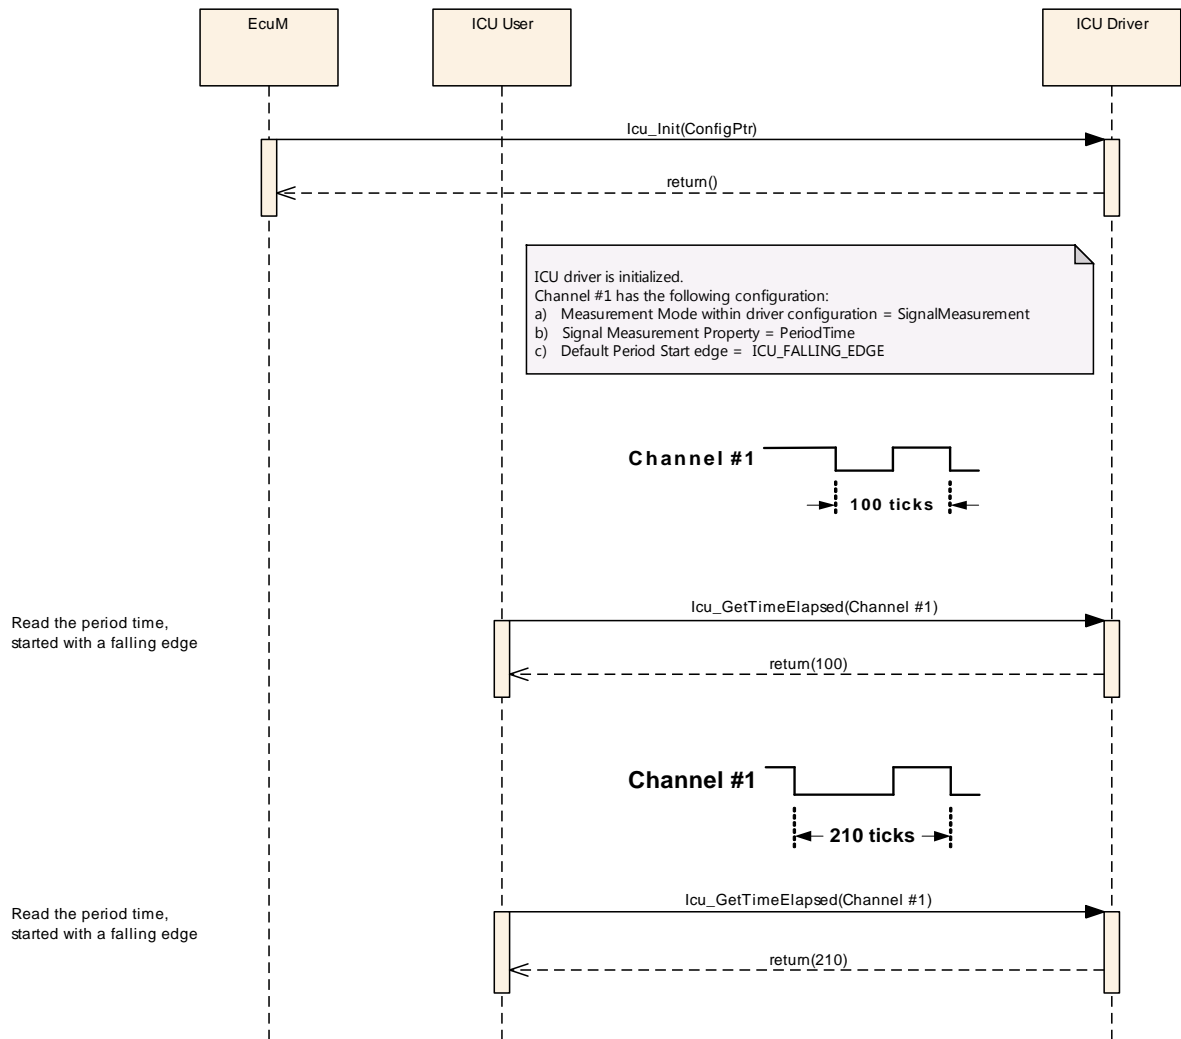 EcuM
ICU User
ICU Driver
Icu_Init(ConfigPtr)
return()
ICU driver is initialized.
Channel #1 has the following configuration:
a) Measurement Mode within driver configuration = SignalMeasurement
b) Signal Measurement Property = PeriodTime
c) Default Period Start edge = ICU_FALLING_EDGE
Channel #1
100 ticks
Icu_GetTimeElapsed(Channel #1)
Read the period time,
started with a falling edge
return(100)
Channel #1
210 ticks
Icu_GetTimeElapsed(Channel #1)
Read the period time,
started with a falling edge
return(210)